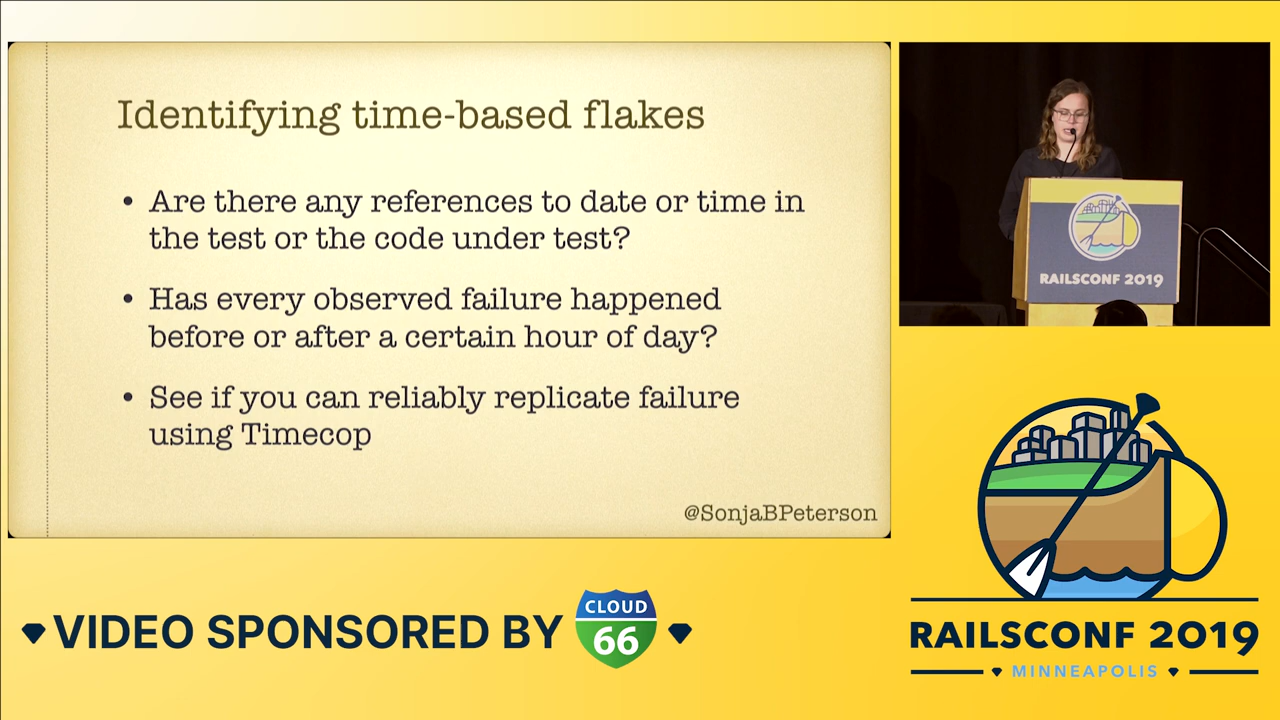 Identifying time-based flakes
• Are there any references to date or time in
the test or the code under test?
• Has every observed failure happened
before or after a certain hour of day?
• See if you can reliably replicate failure
using Timecop
@SonjaBPeterson
RAILSCONF 2019
VIDEO SPONSORED BY CLOUD 66
RAILSCONF 2019
MINNEAPOLIS